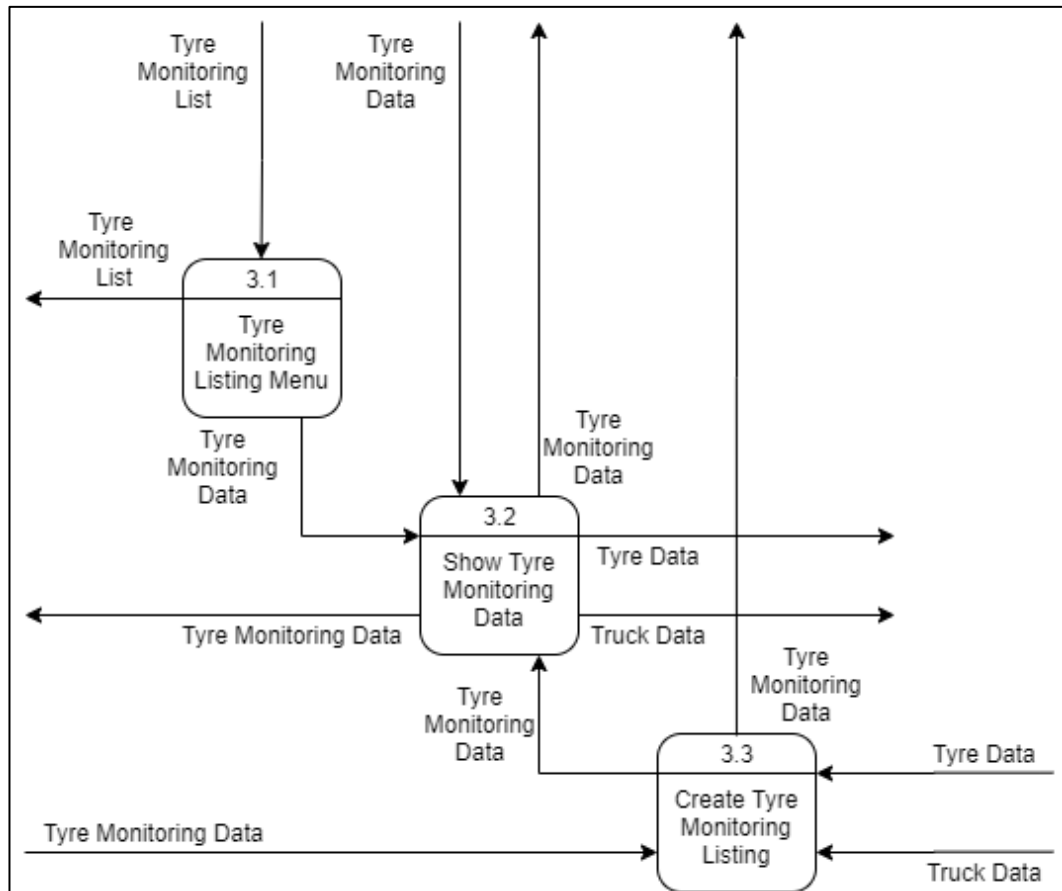 Tyre
Monitoring
List
Tyre
Monitoring
Data
Tyre
Monitoring
List
3.1
Tyre
Monitoring
Listing Menu
Tyre
Monitoring
Data
Tyre
Monitoring
Data
3.2
Show Tyre
Monitoring
Data
Tyre Data
Tyre Monitoring Data
Truck Data
Tyre
Monitoring
Data
Tyre
Monitoring
Data
3.3
Create Tyre
Monitoring
Listing
Tyre Data
Tyre Monitoring Data
Truck Data